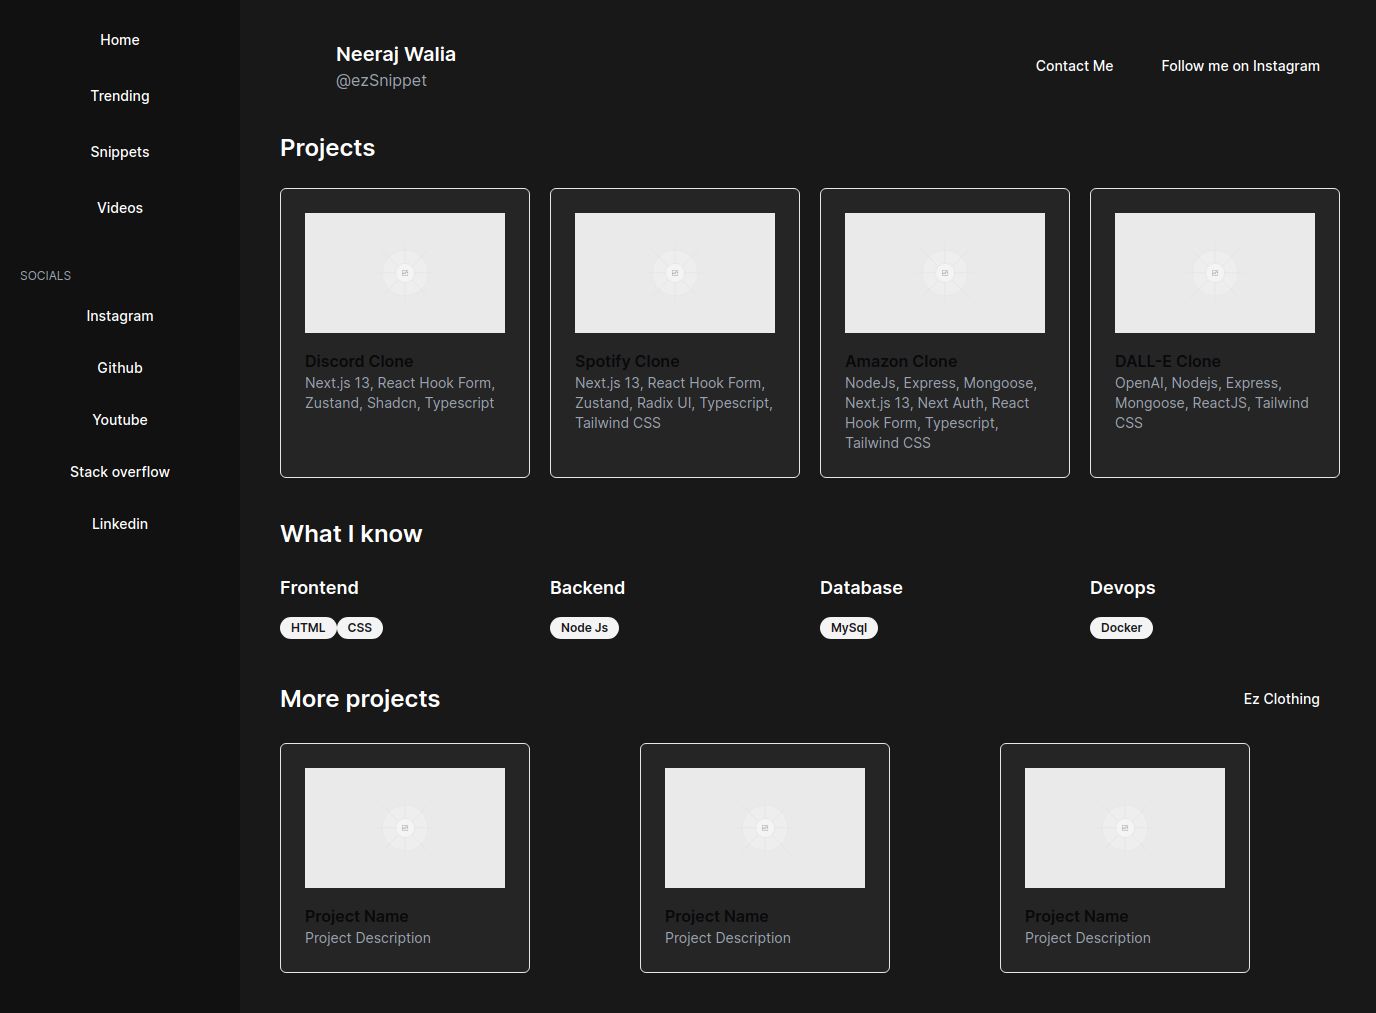 Home
Trending
Snippets
Videos
SOCIALS
Instagram
Github
Youtube
Stack overflow
Linkedin
Neeraj Walia
@ezSnippet
Contact Me
Follow me on Instagram
Projects
Discord Clone
Next.js 13, React Hook Form,
Zustand, Shadcn, Typescript
Spotify Clone
Next.js 13, React Hook Form,
Zustand, Radix UI, Typescript,
Tailwind CSS
Amazon Clone
NodeJs, Express, Mongoose,
Next.js 13, Next Auth, React
Hook Form, Typescript,
Tailwind CSS
DALL-E Clone
OpenAI, Nodejs, Express,
Mongoose, ReactJS, Tailwind
CSS
What I know
Frontend
HTML CSS
Backend
Node Js
Database
MySql
Devops
Docker
More projects
Ez Clothing
Project Name
Project Description
Project Name
Project Description
Project Name
Project Description